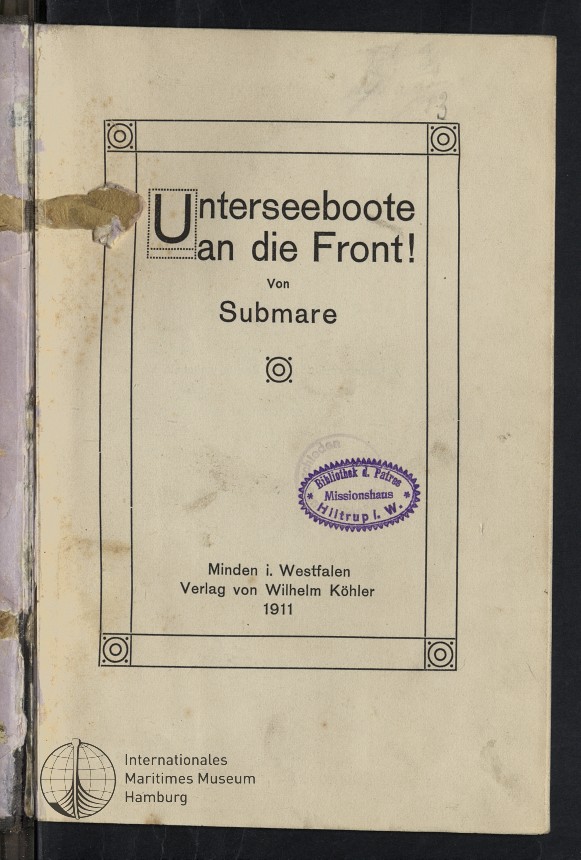 3
Unterseeboote
an die Front!
Von
Submare
Bibliothek d. Patres
* Missionshaus *
Hiltrup i. W.
Minden i. Westfalen
Verlag von Wilhelm Köhler
1911
Internationales
Maritimes Museum
Hamburg